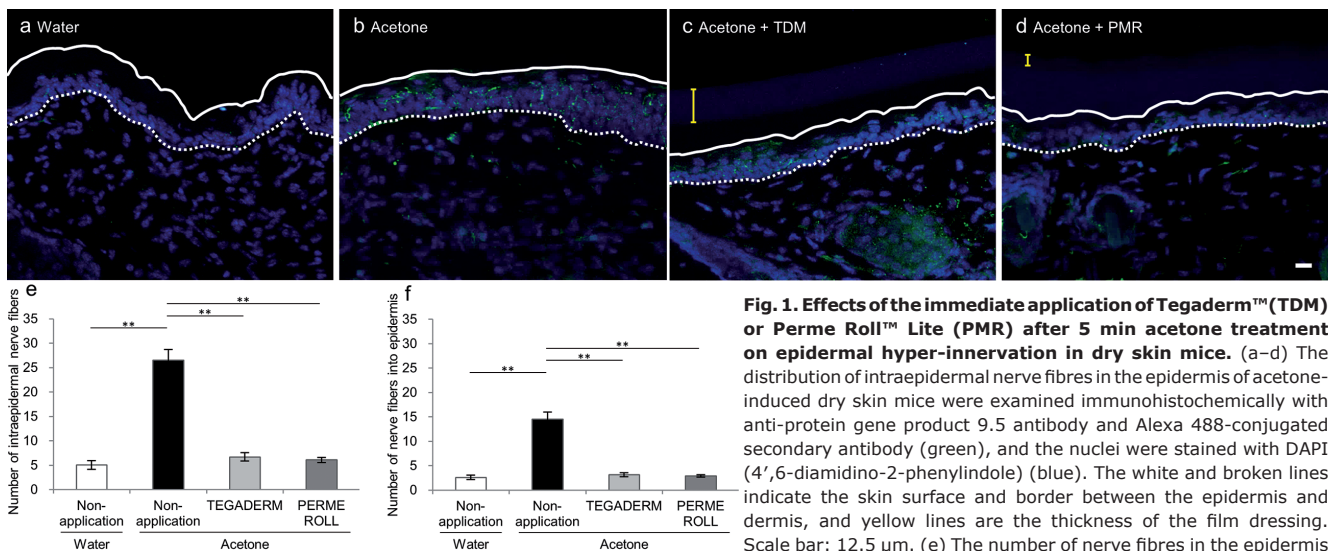 a Water
b Acetone
c Acetone + TDM
d Acetone + PMR
e
Number of intraepidermal nerve fibers
35
30
25
20
15
10
5
0
**
**
**
Non-application
Non-application
TEGADERM
PERME ROLL
Water
Acetone
f
Number of nerve fibers into epidermis
35
30
25
20
15
10
5
0
**
**
**
Non-application
Non-application
TEGADERM
PERME ROLL
Water
Acetone
Fig. 1. Effects of the immediate application of Tegaderm™(TDM)
or Perme Roll™ Lite (PMR) after 5 min acetone treatment
on epidermal hyper-innervation in dry skin mice. (a–d) The
distribution of intraepidermal nerve fibres in the epidermis of acetone-
induced dry skin mice were examined immunohistochemically with
anti-protein gene product 9.5 antibody and Alexa 488-conjugated
secondary antibody (green), and the nuclei were stained with DAPI
(4′,6-diamidino-2-phenylindole) (blue). The white and broken lines
indicate the skin surface and border between the epidermis and
dermis, and yellow lines are the thickness of the film dressing.
Scale bar: 12.5 µm. (e) The number of nerve fibres in the epidermis